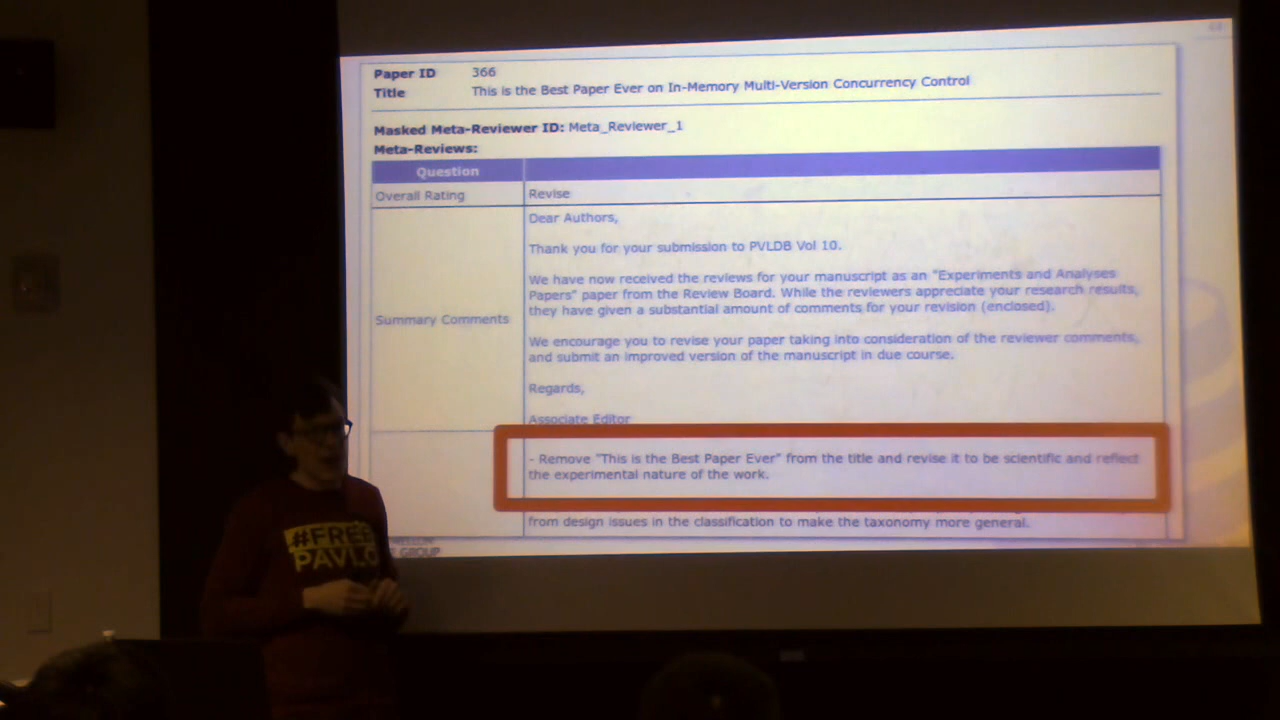 Paper ID 366
Title This is the Best Paper Ever on In-Memory Multi-Version Concurrency Control
Masked Meta-Reviewer ID: Meta_Reviewer_1
Meta-Reviews:
Question
Overall Rating Revise
Dear Authors,
Thank you for your submission to PVLDB Vol 10.
We have now received the reviews for your manuscript as an "Experiments and Analyses
Papers" paper from the Review Board. While the reviewers appreciate your research results,
they have given a substantial amount of comments for your revision (enclosed).
Summary Comments
We encourage you to revise your paper taking into consideration of the reviewer comments,
and submit an improved version of the manuscript in due course.
Regards,
Associate Editor
- Remove "This is the Best Paper Ever" from the title and revise it to be scientific and reflect
the experimental nature of the work.
from design issues in the classification to make the taxonomy more general.
GROUP
#FREE
PAVLO